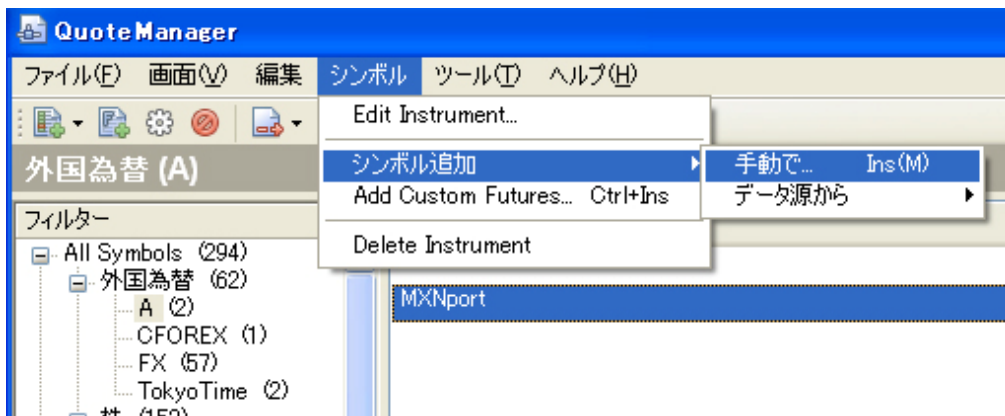 QuoteManager
ファイル(F) 画面(V) 編集 シンボル ツール(T) ヘルプ(H)
Edit Instrument...
シンボル追加
手動で... Ins(M)
Add Custom Futures... Ctrl+Ins
データ源から
Delete Instrument
外国為替 (A)
フィルター
All Symbols (294)
外国為替 (62)
A (2)
CFOREX (1)
FX (57)
TokyoTime (2)
株 (152)
MXNport